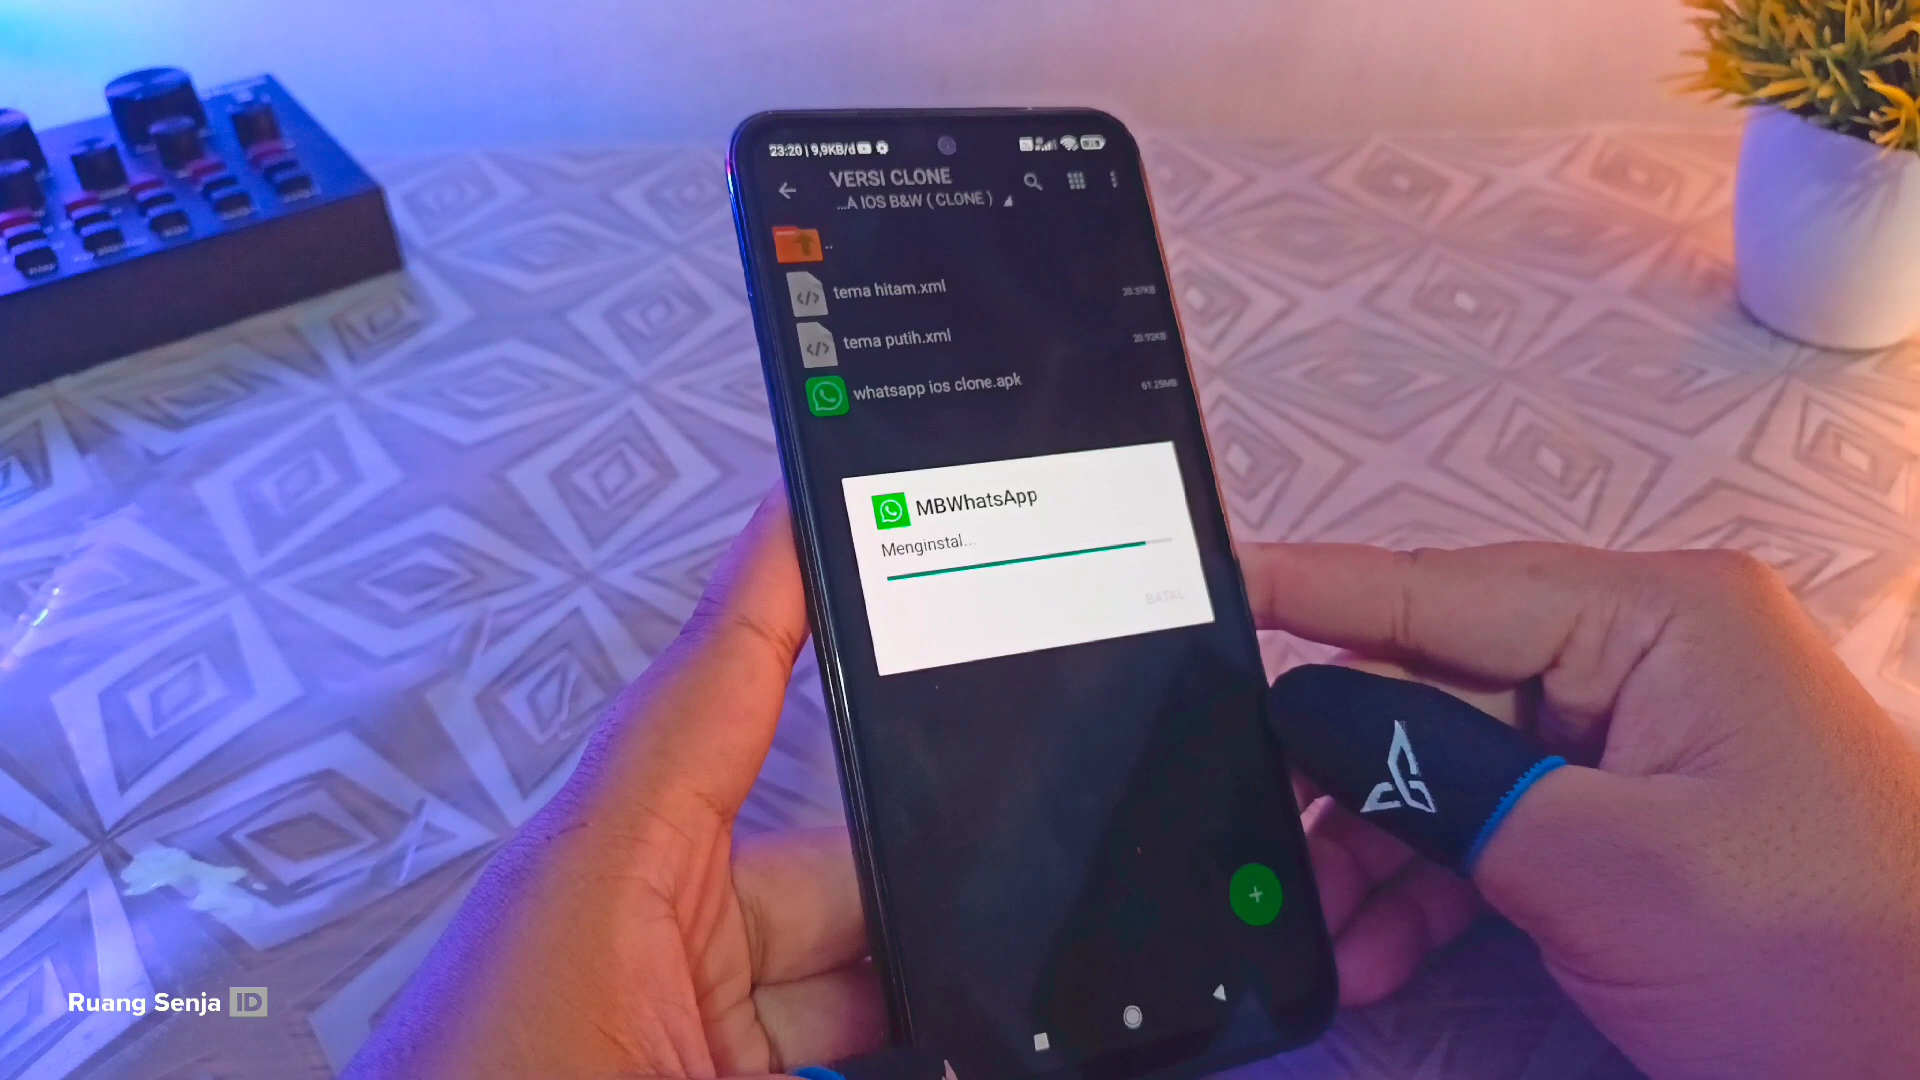 23:20 | 9,9KB/d
VERSI CLONE
...A IOS B&W ( CLONE )
..
tema hitam.xml
20.37KB
tema putih.xml
20.92KB
whatsapp ios clone.apk
61.25MB
MBWhatsApp
Menginstal...
BATAL
Ruang Senja ID